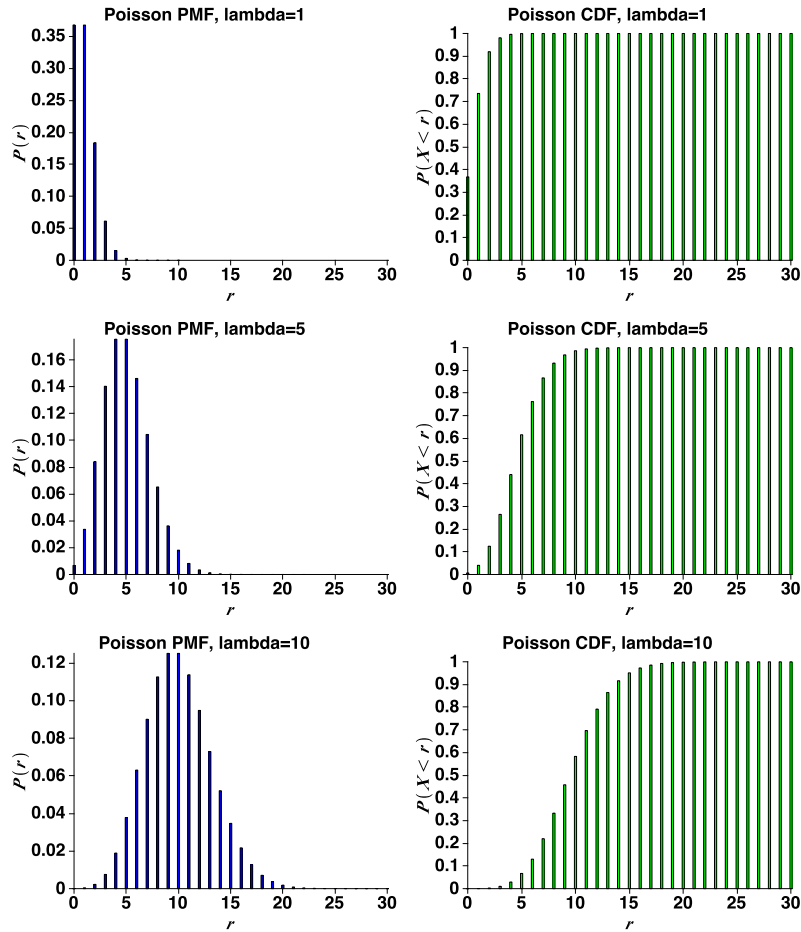 Poisson PMF, lambda=1
0.35
0.30
0.25
0.20
0.15
0.10
0.05
0
P(r)
0 5 10 15 20 25 30
r
Poisson CDF, lambda=1
1
0.9
0.8
0.7
0.6
0.5
0.4
0.3
0.2
0.1
0
P(X < r)
0 5 10 15 20 25 30
r
Poisson PMF, lambda=5
0.16
0.14
0.12
0.10
0.08
0.06
0.04
0.02
0
P(r)
0 5 10 15 20 25 30
r
Poisson CDF, lambda=5
1
0.9
0.8
0.7
0.6
0.5
0.4
0.3
0.2
0.1
0
P(X < r)
0 5 10 15 20 25 30
r
Poisson PMF, lambda=10
0.12
0.10
0.08
0.06
0.04
0.02
0
P(r)
0 5 10 15 20 25 30
r
Poisson CDF, lambda=10
1
0.9
0.8
0.7
0.6
0.5
0.4
0.3
0.2
0.1
0
P(X < r)
0 5 10 15 20 25 30
r